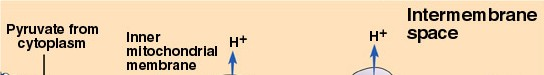 Pyruvate from
cytoplasm
Inner
mitochondrial
membrane
H+
H+
Intermembrane
space